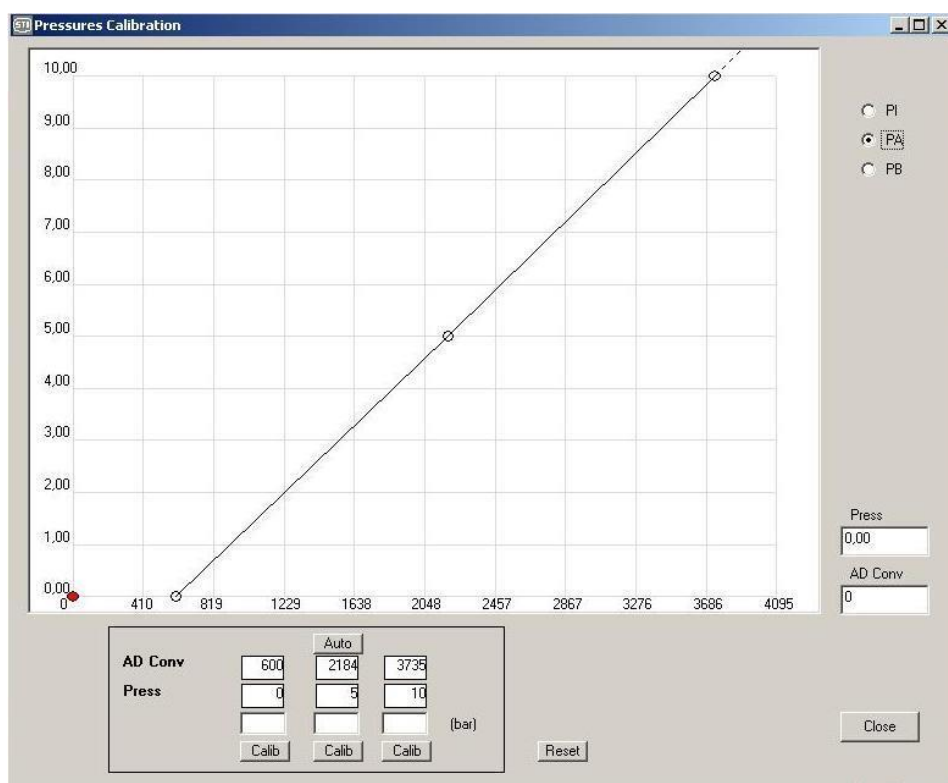 STI Pressures Calibration
10,00
9,00
8,00
7,00
6,00
5,00
4,00
3,00
2,00
1,00
0,00
0 410 819 1229 1638 2048 2457 2867 3276 3686 4095
PI
PA
PB
Press
0,00
AD Conv
0
Auto
AD Conv 600 2184 3735
Press 0 5 10
(bar)
Calib Calib Calib
Reset
Close